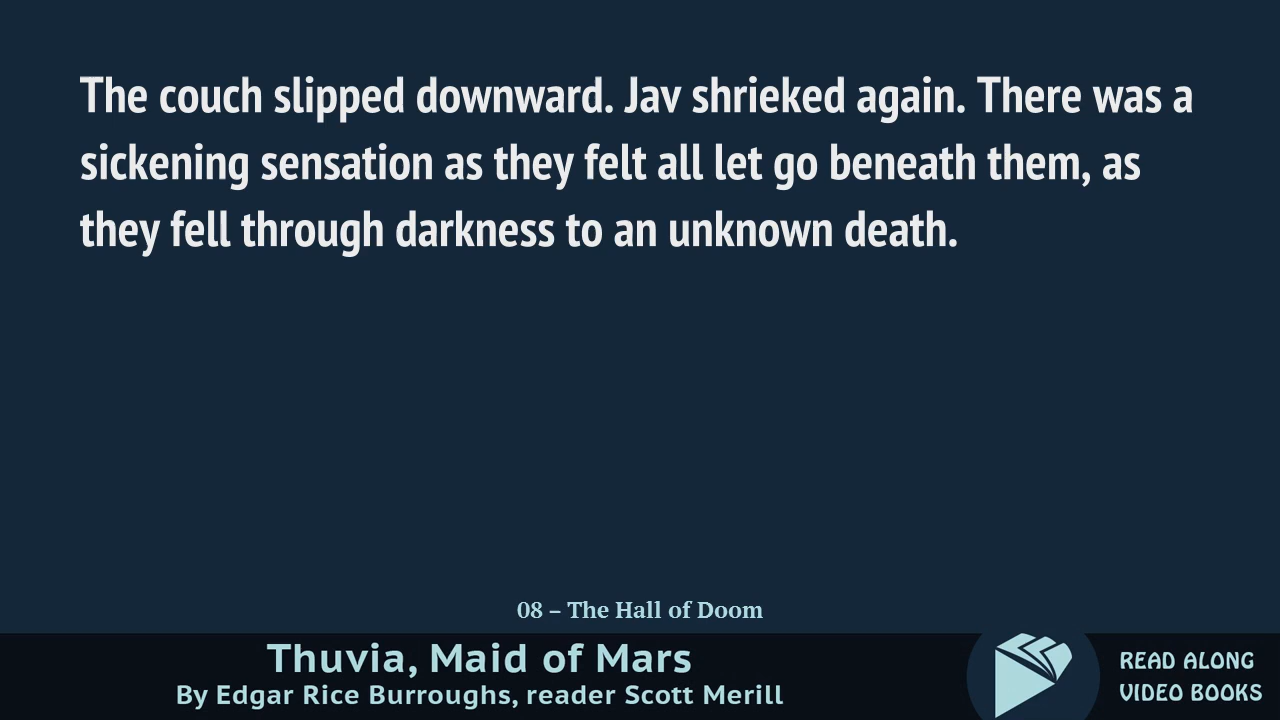 The couch slipped downward. Jav shrieked again. There was a
sickening sensation as they felt all let go beneath them, as
they fell through darkness to an unknown death.
08 – The Hall of Doom
Thuvia, Maid of Mars
By Edgar Rice Burroughs, reader Scott Merill
READ ALONG
VIDEO BOOKS